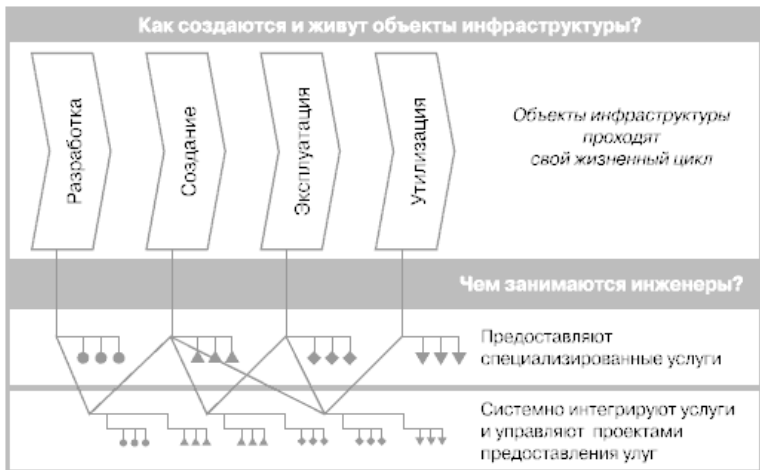 Как создаются и живут объекты инфраструктуры?
Разработка
Создание
Эксплуатация
Утилизация
Объекты инфраструктуры
проходят
свой жизненный цикл
Чем занимаются инженеры?
Предоставляют
специализированные услуги
Системно интегрируют услуги
и управляют проектами
предоставления улуг